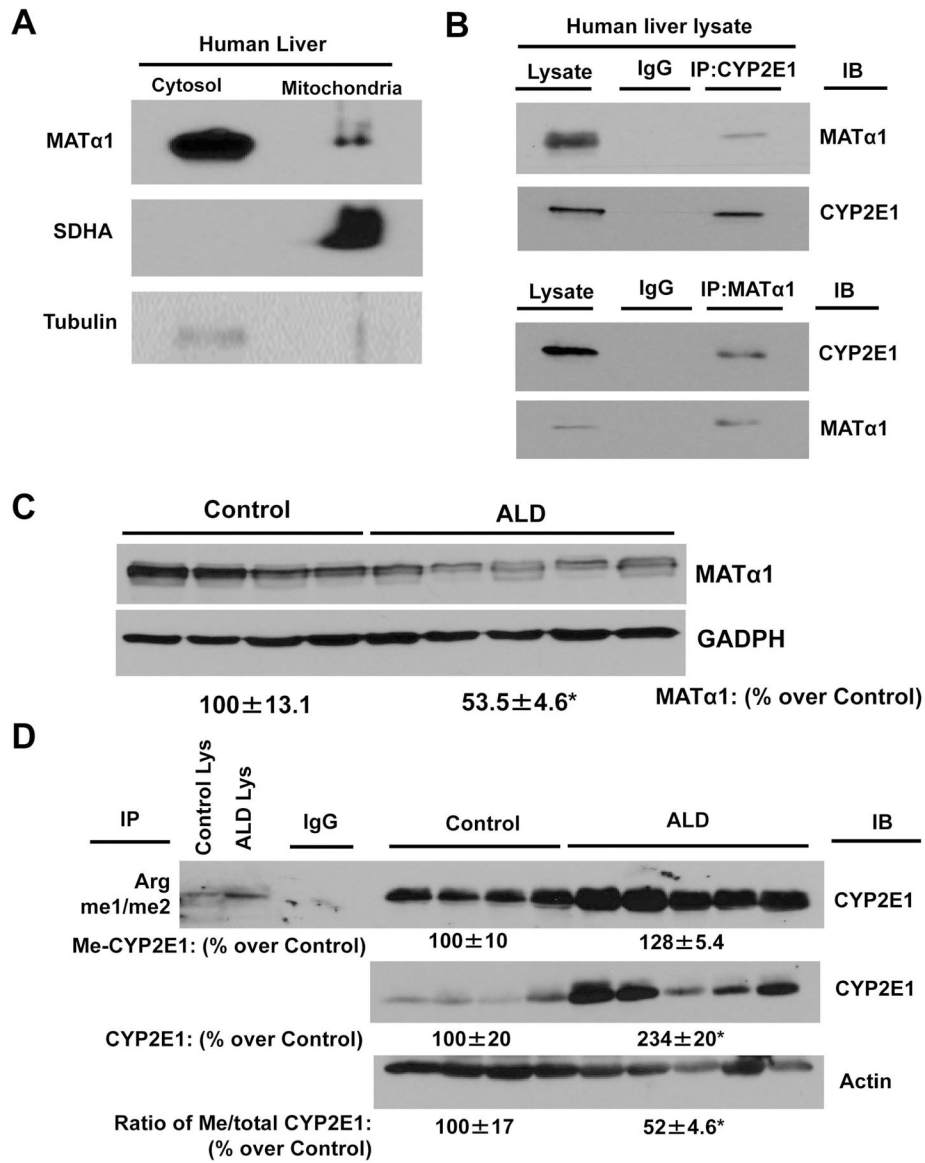 A
Human Liver
Cytosol Mitochondria
MATα1
SDHA
Tubulin
B
Human liver lysate
Lysate IgG IP:CYP2E1 IB
MATα1
CYP2E1
Lysate IgG IP:MATα1 IB
CYP2E1
MATα1
C
Control ALD
MATα1
GADPH
100±13.1 53.5±4.6* MATα1: (% over Control)
D
IP Control Lys ALD Lys IgG Control ALD IB
Arg
me1/me2 CYP2E1
Me-CYP2E1: (% over Control) 100±10 128±5.4
CYP2E1
CYP2E1: (% over Control) 100±20 234±20*
Actin
Ratio of Me/total CYP2E1: 100±17 52±4.6*
(% over Control)